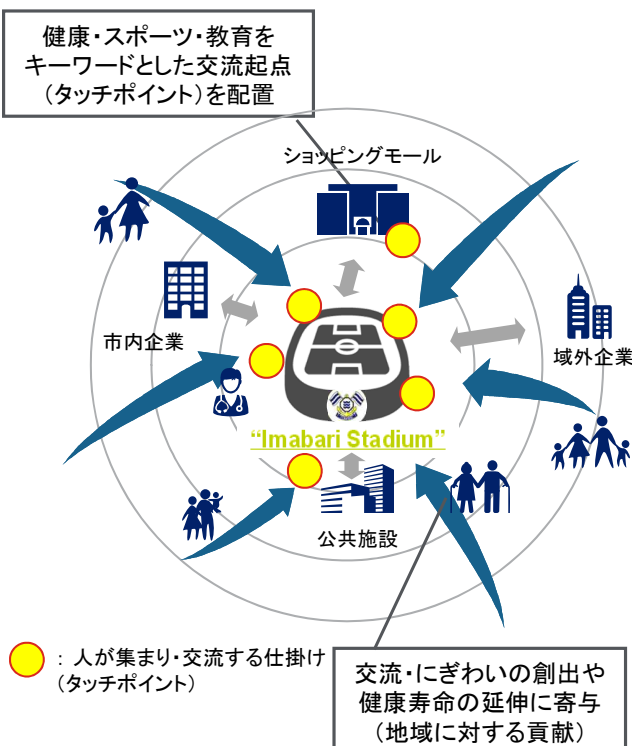 健康・スポーツ・教育を
キーワードとした交流起点
（タッチポイント）を配置
ショッピングモール
市内企業
域外企業
“Imabari Stadium”
公共施設
：人が集まり・交流する仕掛け
（タッチポイント）
交流・にぎわいの創出や
健康寿命の延伸に寄与
（地域に対する貢献）